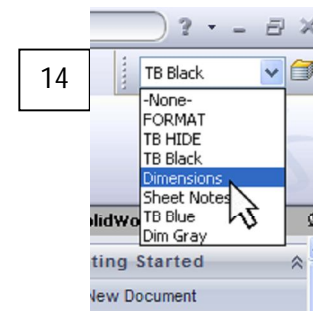 ?
14
TB Black
-None-
FORMAT
TB HIDE
TB Black
Dimensions
Sheet Notes
TB Blue
Dim Gray
olidWo
ting Started
New Document